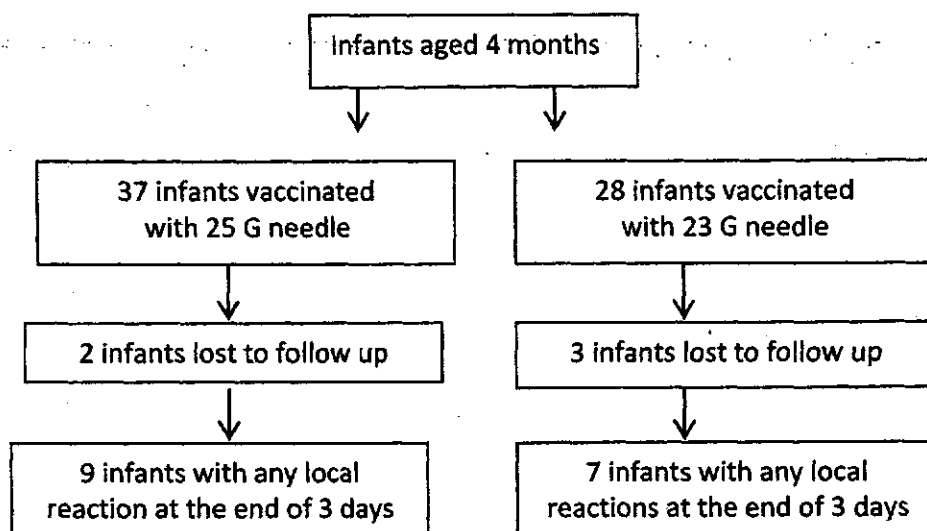 Infants aged 4 months
37 infants vaccinated
with 25 G needle
28 infants vaccinated
with 23 G needle
2 infants lost to follow up
3 infants lost to follow up
9 infants with any local
reaction at the end of 3 days
7 infants with any local
reactions at the end of 3 days